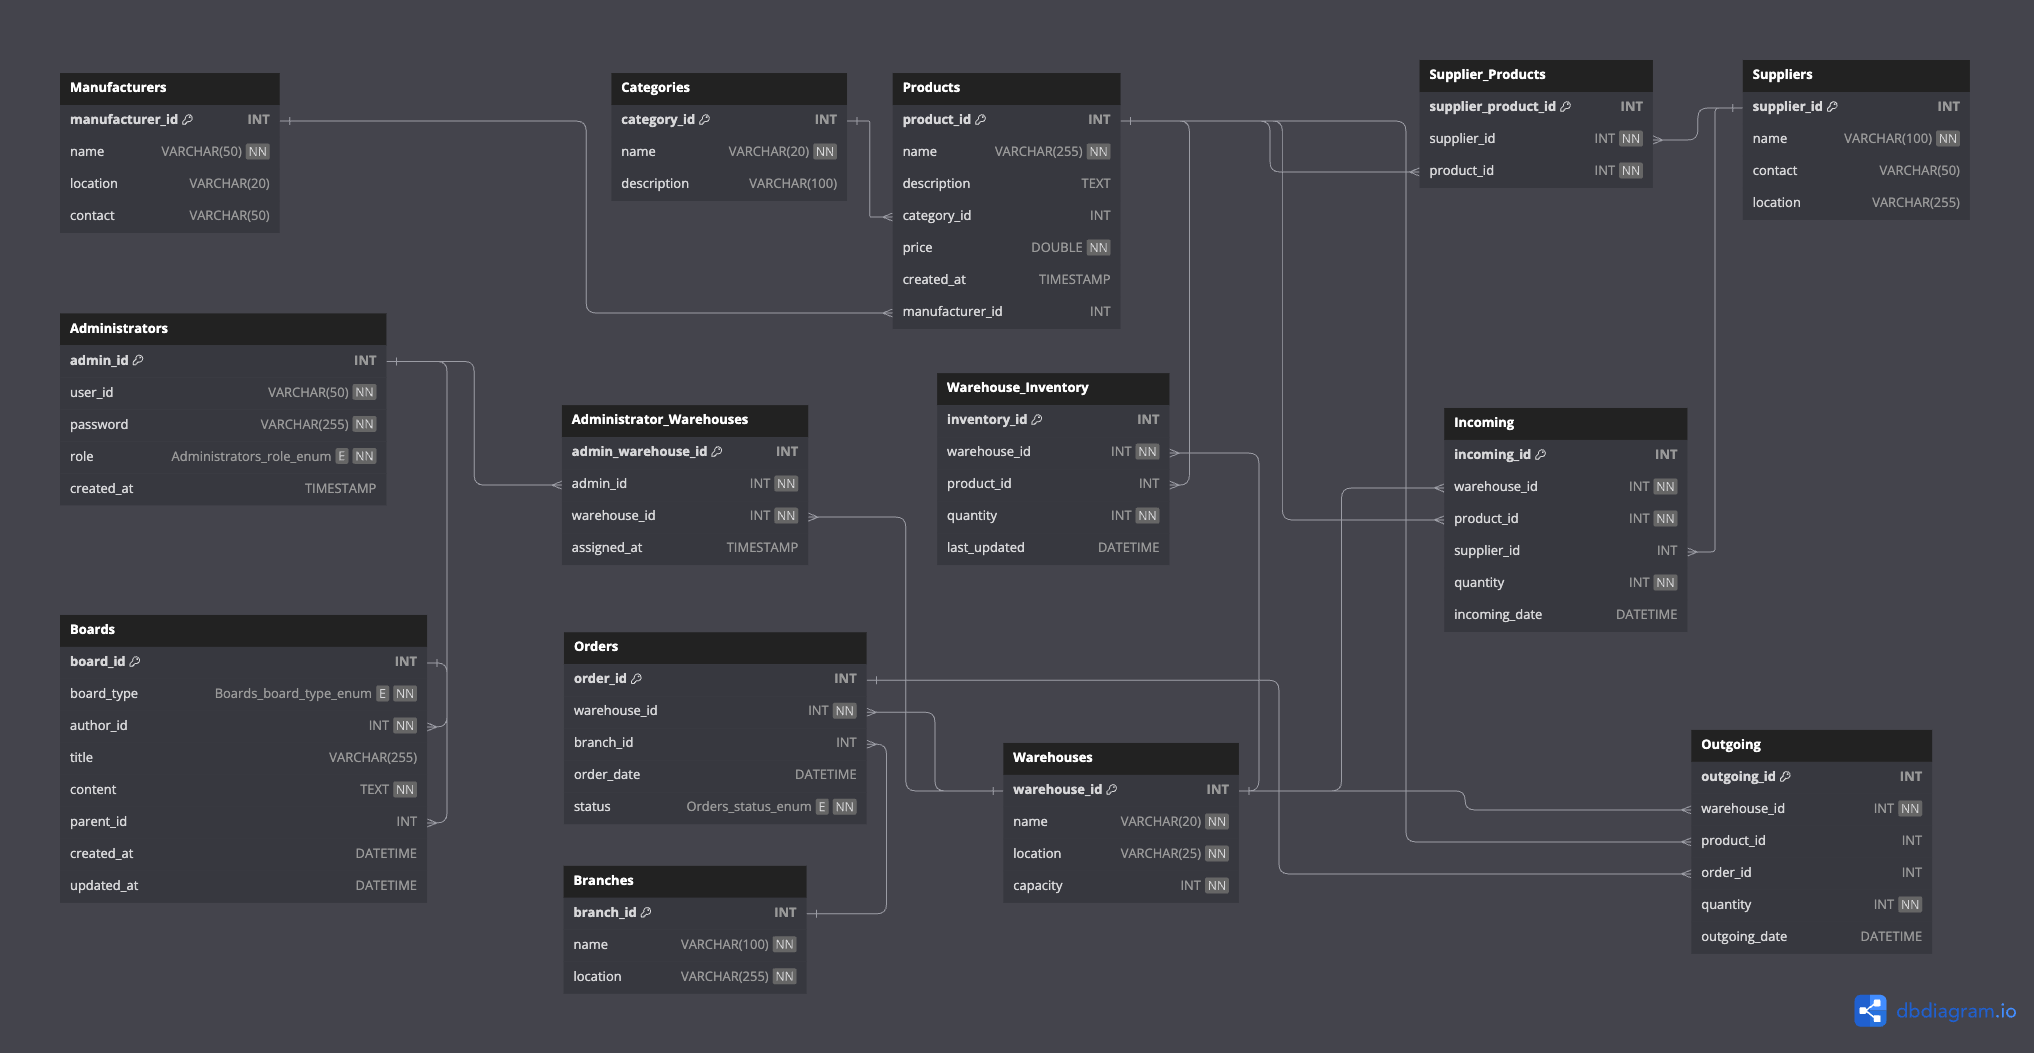 Manufacturers
manufacturer_id INT
name VARCHAR(50) NN
location VARCHAR(20)
contact VARCHAR(50)
Categories
category_id INT
name VARCHAR(20) NN
description VARCHAR(100)
Products
product_id INT
name VARCHAR(255) NN
description TEXT
category_id INT
price DOUBLE NN
created_at TIMESTAMP
manufacturer_id INT
Supplier_Products
supplier_product_id INT
supplier_id INT NN
product_id INT NN
Suppliers
supplier_id INT
name VARCHAR(100) NN
contact VARCHAR(50)
location VARCHAR(255)
Administrators
admin_id INT
user_id VARCHAR(50) NN
password VARCHAR(255) NN
role Administrators_role_enum E NN
created_at TIMESTAMP
Administrator_Warehouses
admin_warehouse_id INT
admin_id INT NN
warehouse_id INT NN
assigned_at TIMESTAMP
Warehouse_Inventory
inventory_id INT
warehouse_id INT NN
product_id INT
quantity INT NN
last_updated DATETIME
Incoming
incoming_id INT
warehouse_id INT NN
product_id INT NN
supplier_id INT
quantity INT NN
incoming_date DATETIME
Boards
board_id INT
board_type Boards_board_type_enum E NN
author_id INT NN
title VARCHAR(255)
content TEXT NN
parent_id INT
created_at DATETIME
updated_at DATETIME
Orders
order_id INT
warehouse_id INT NN
branch_id INT
order_date DATETIME
status Orders_status_enum E NN
Branches
branch_id INT
name VARCHAR(100) NN
location VARCHAR(255) NN
Warehouses
warehouse_id INT
name VARCHAR(20) NN
location VARCHAR(25) NN
capacity INT NN
Outgoing
outgoing_id INT
warehouse_id INT NN
product_id INT
order_id INT
quantity INT NN
outgoing_date DATETIME
dbdiagram.io